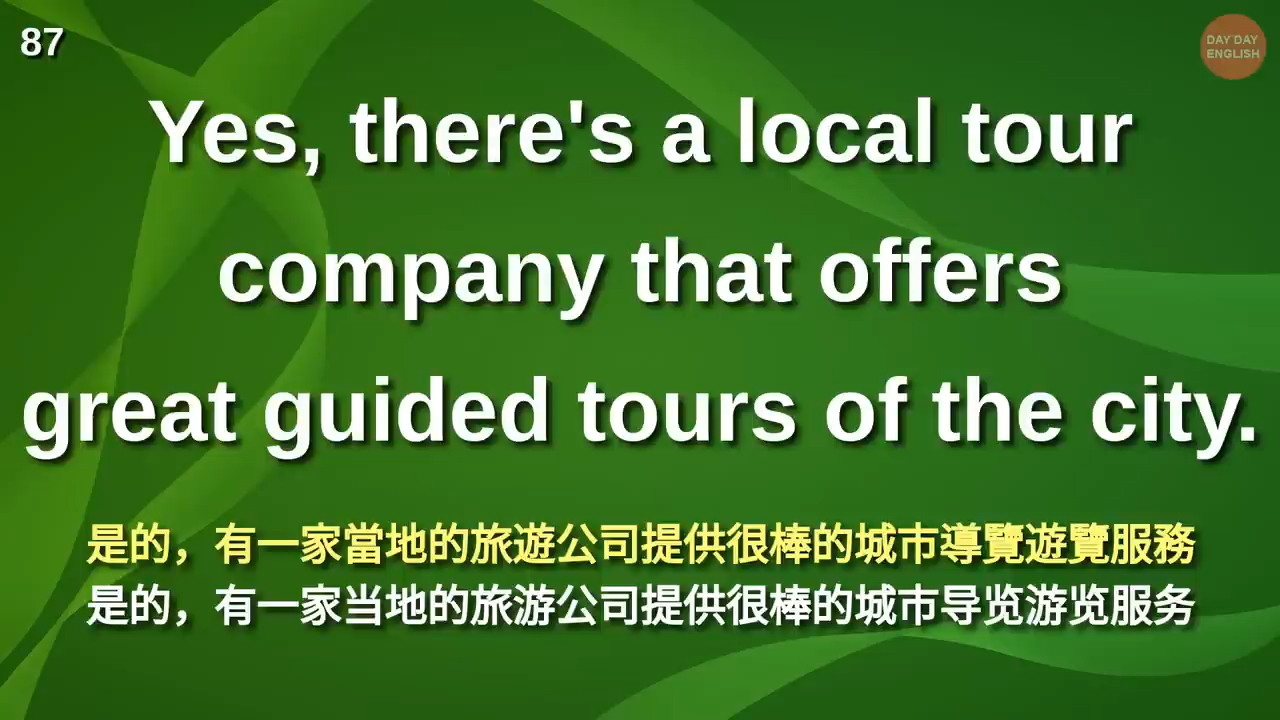 87
DAY DAY
ENGLISH
Yes, there's a local tour
company that offers
great guided tours of the city.
是的，有一家當地的旅遊公司提供很棒的城市導覽遊覽服務
是的，有一家当地的旅游公司提供很棒的城市导览游览服务